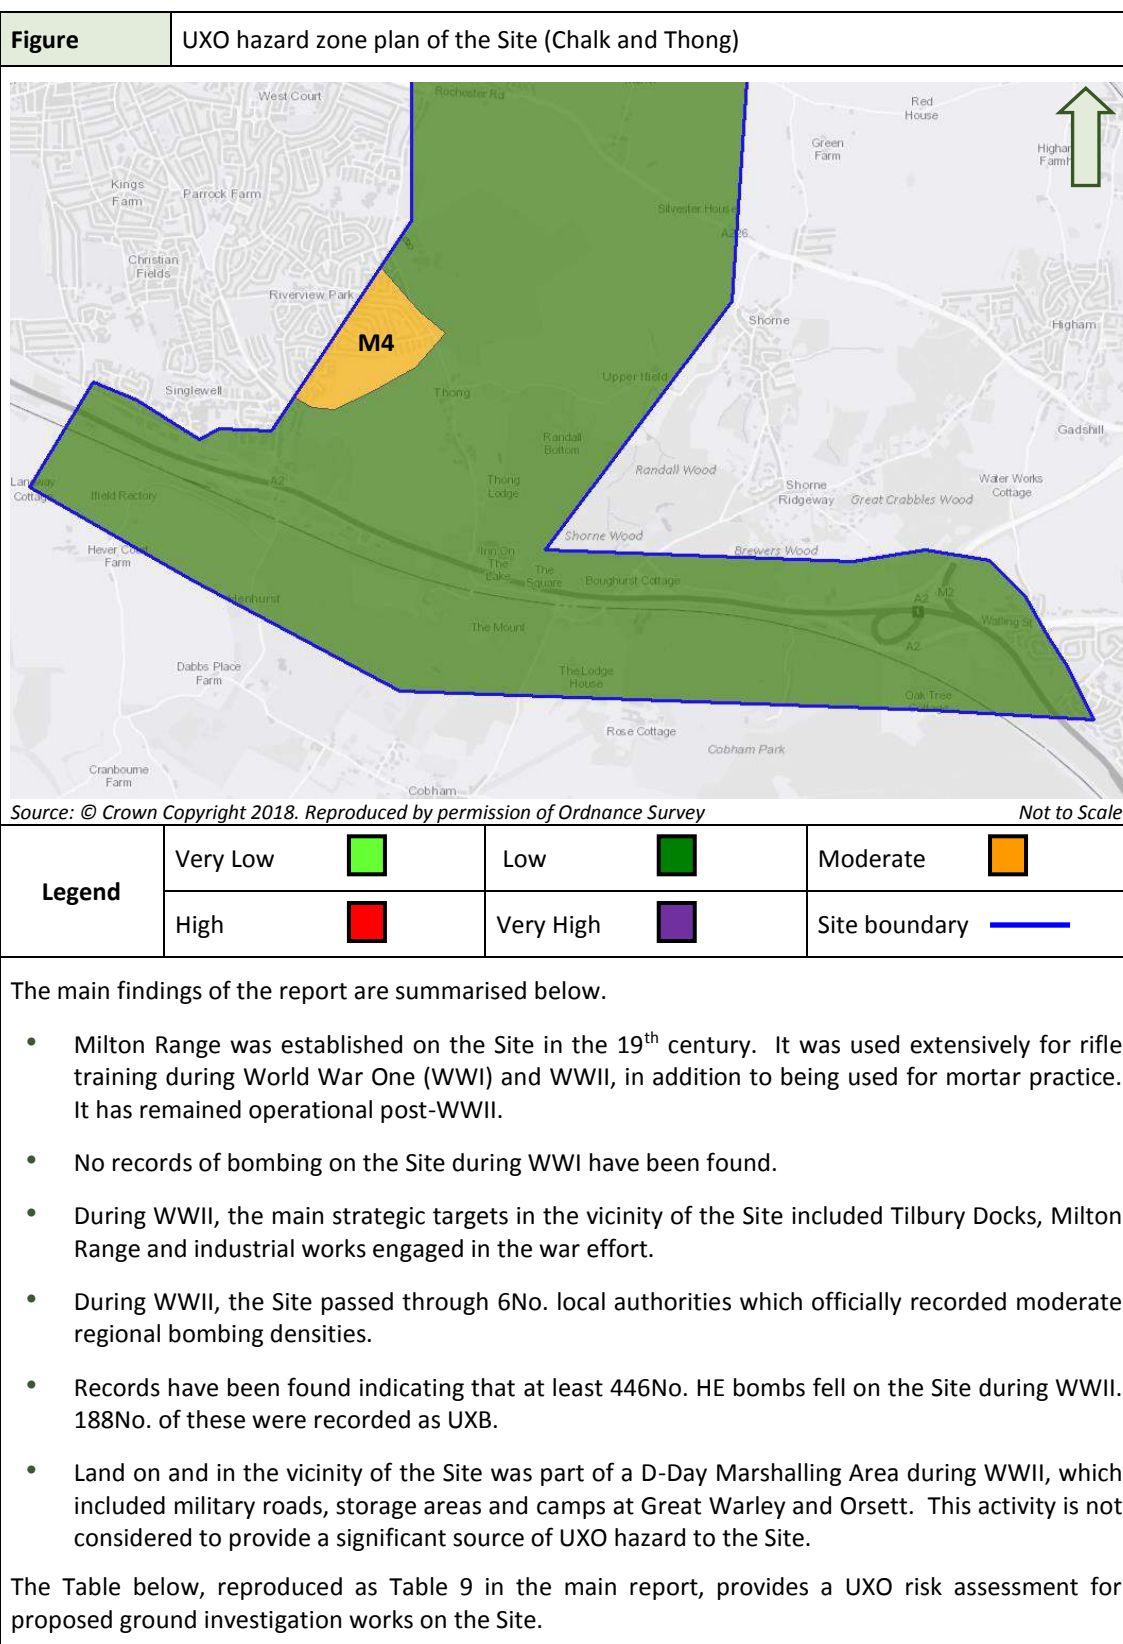 Figure
UXO hazard zone plan of the Site (Chalk and Thong)
West Court
Rochester Rd
Red
House
Green
Farm
Higham
Kings
Farm
Parrock Farm
Silvester House
A226
Christian
Fields
Riverview Park
Shorne
Higham
M4
Singlewell
Thong
Upper Ifield
Randall
Bottom
Gadshill
Randall Wood
A2
Thong
Lodge
Shorne
Ridgeway
Great Crabbles Wood
Water Works
Cottage
Cottage
Ifield Rectory
Hever Court
Farm
Shorne Wood
Inn On
The
Lake
The
Square
Brewers Wood
Boughurst Cottage
Henhurst
A2
M2
1
Watling St
The Mount
A2
Dabbs Place
Farm
The Lodge
House
Oak Tree
Cottage
Rose Cottage
Cobham Park
Cranbourne
Farm
Cobham
Source: © Crown Copyright 2018. Reproduced by permission of Ordnance Survey
Not to Scale
Legend
Very Low
Low
Moderate
High
Very High
Site boundary
The main findings of the report are summarised below.
• Milton Range was established on the Site in the 19th century. It was used extensively for rifle
training during World War One (WWI) and WWII, in addition to being used for mortar practice.
It has remained operational post-WWII.
• No records of bombing on the Site during WWI have been found.
• During WWII, the main strategic targets in the vicinity of the Site included Tilbury Docks, Milton
Range and industrial works engaged in the war effort.
• During WWII, the Site passed through 6No. local authorities which officially recorded moderate
regional bombing densities.
• Records have been found indicating that at least 446No. HE bombs fell on the Site during WWII.
188No. of these were recorded as UXB.
• Land on and in the vicinity of the Site was part of a D-Day Marshalling Area during WWII, which
included military roads, storage areas and camps at Great Warley and Orsett. This activity is not
considered to provide a significant source of UXO hazard to the Site.
The Table below, reproduced as Table 9 in the main report, provides a UXO risk assessment for
proposed ground investigation works on the Site.